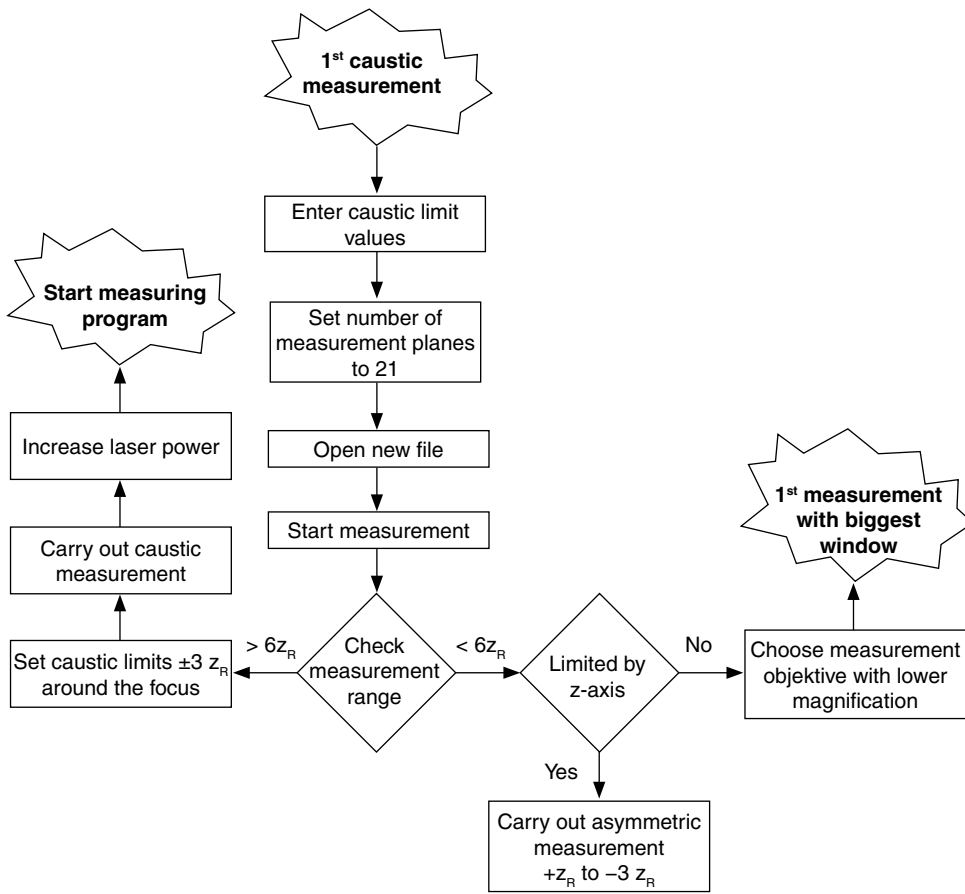 1st caustic
measurement
Enter caustic limit
values
Set number of
measurement planes
to 21
Open new file
Start measurement
Check
measurement
range
> 6zR
Set caustic limits ±3 zR
around the focus
Carry out caustic
measurement
Increase laser power
Start measuring
program
< 6zR
Limited by
z-axis
No
Choose measurement
objektive with lower
magnification
1st measurement
with biggest
window
Yes
Carry out asymmetric
measurement
+zR to −3 zR